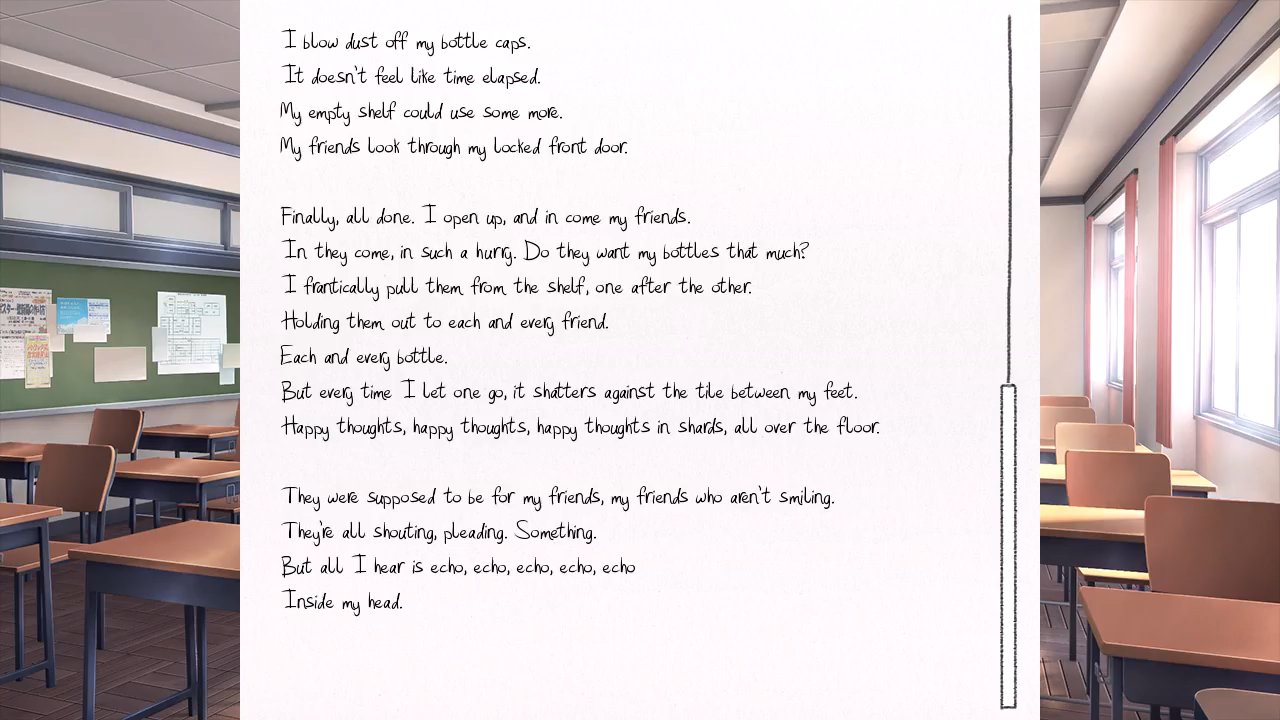 I blow dust off my bottle caps.
It doesn't feel like time elapsed.
My empty shelf could use some more.
My friends look through my locked front door.
Finally, all done. I open up, and in come my friends.
In they come, in such a hurry. Do they want my bottles that much?
I frantically pull them from the shelf, one after the other.
Holding them out to each and every friend.
Each and every bottle.
But every time I let one go, it shatters against the tile between my feet.
Happy thoughts, happy thoughts, happy thoughts in shards, all over the floor.
They were supposed to be for my friends, my friends who aren't smiling.
They're all shouting, pleading. Something.
But all I hear is echo, echo, echo, echo, echo
Inside my head.